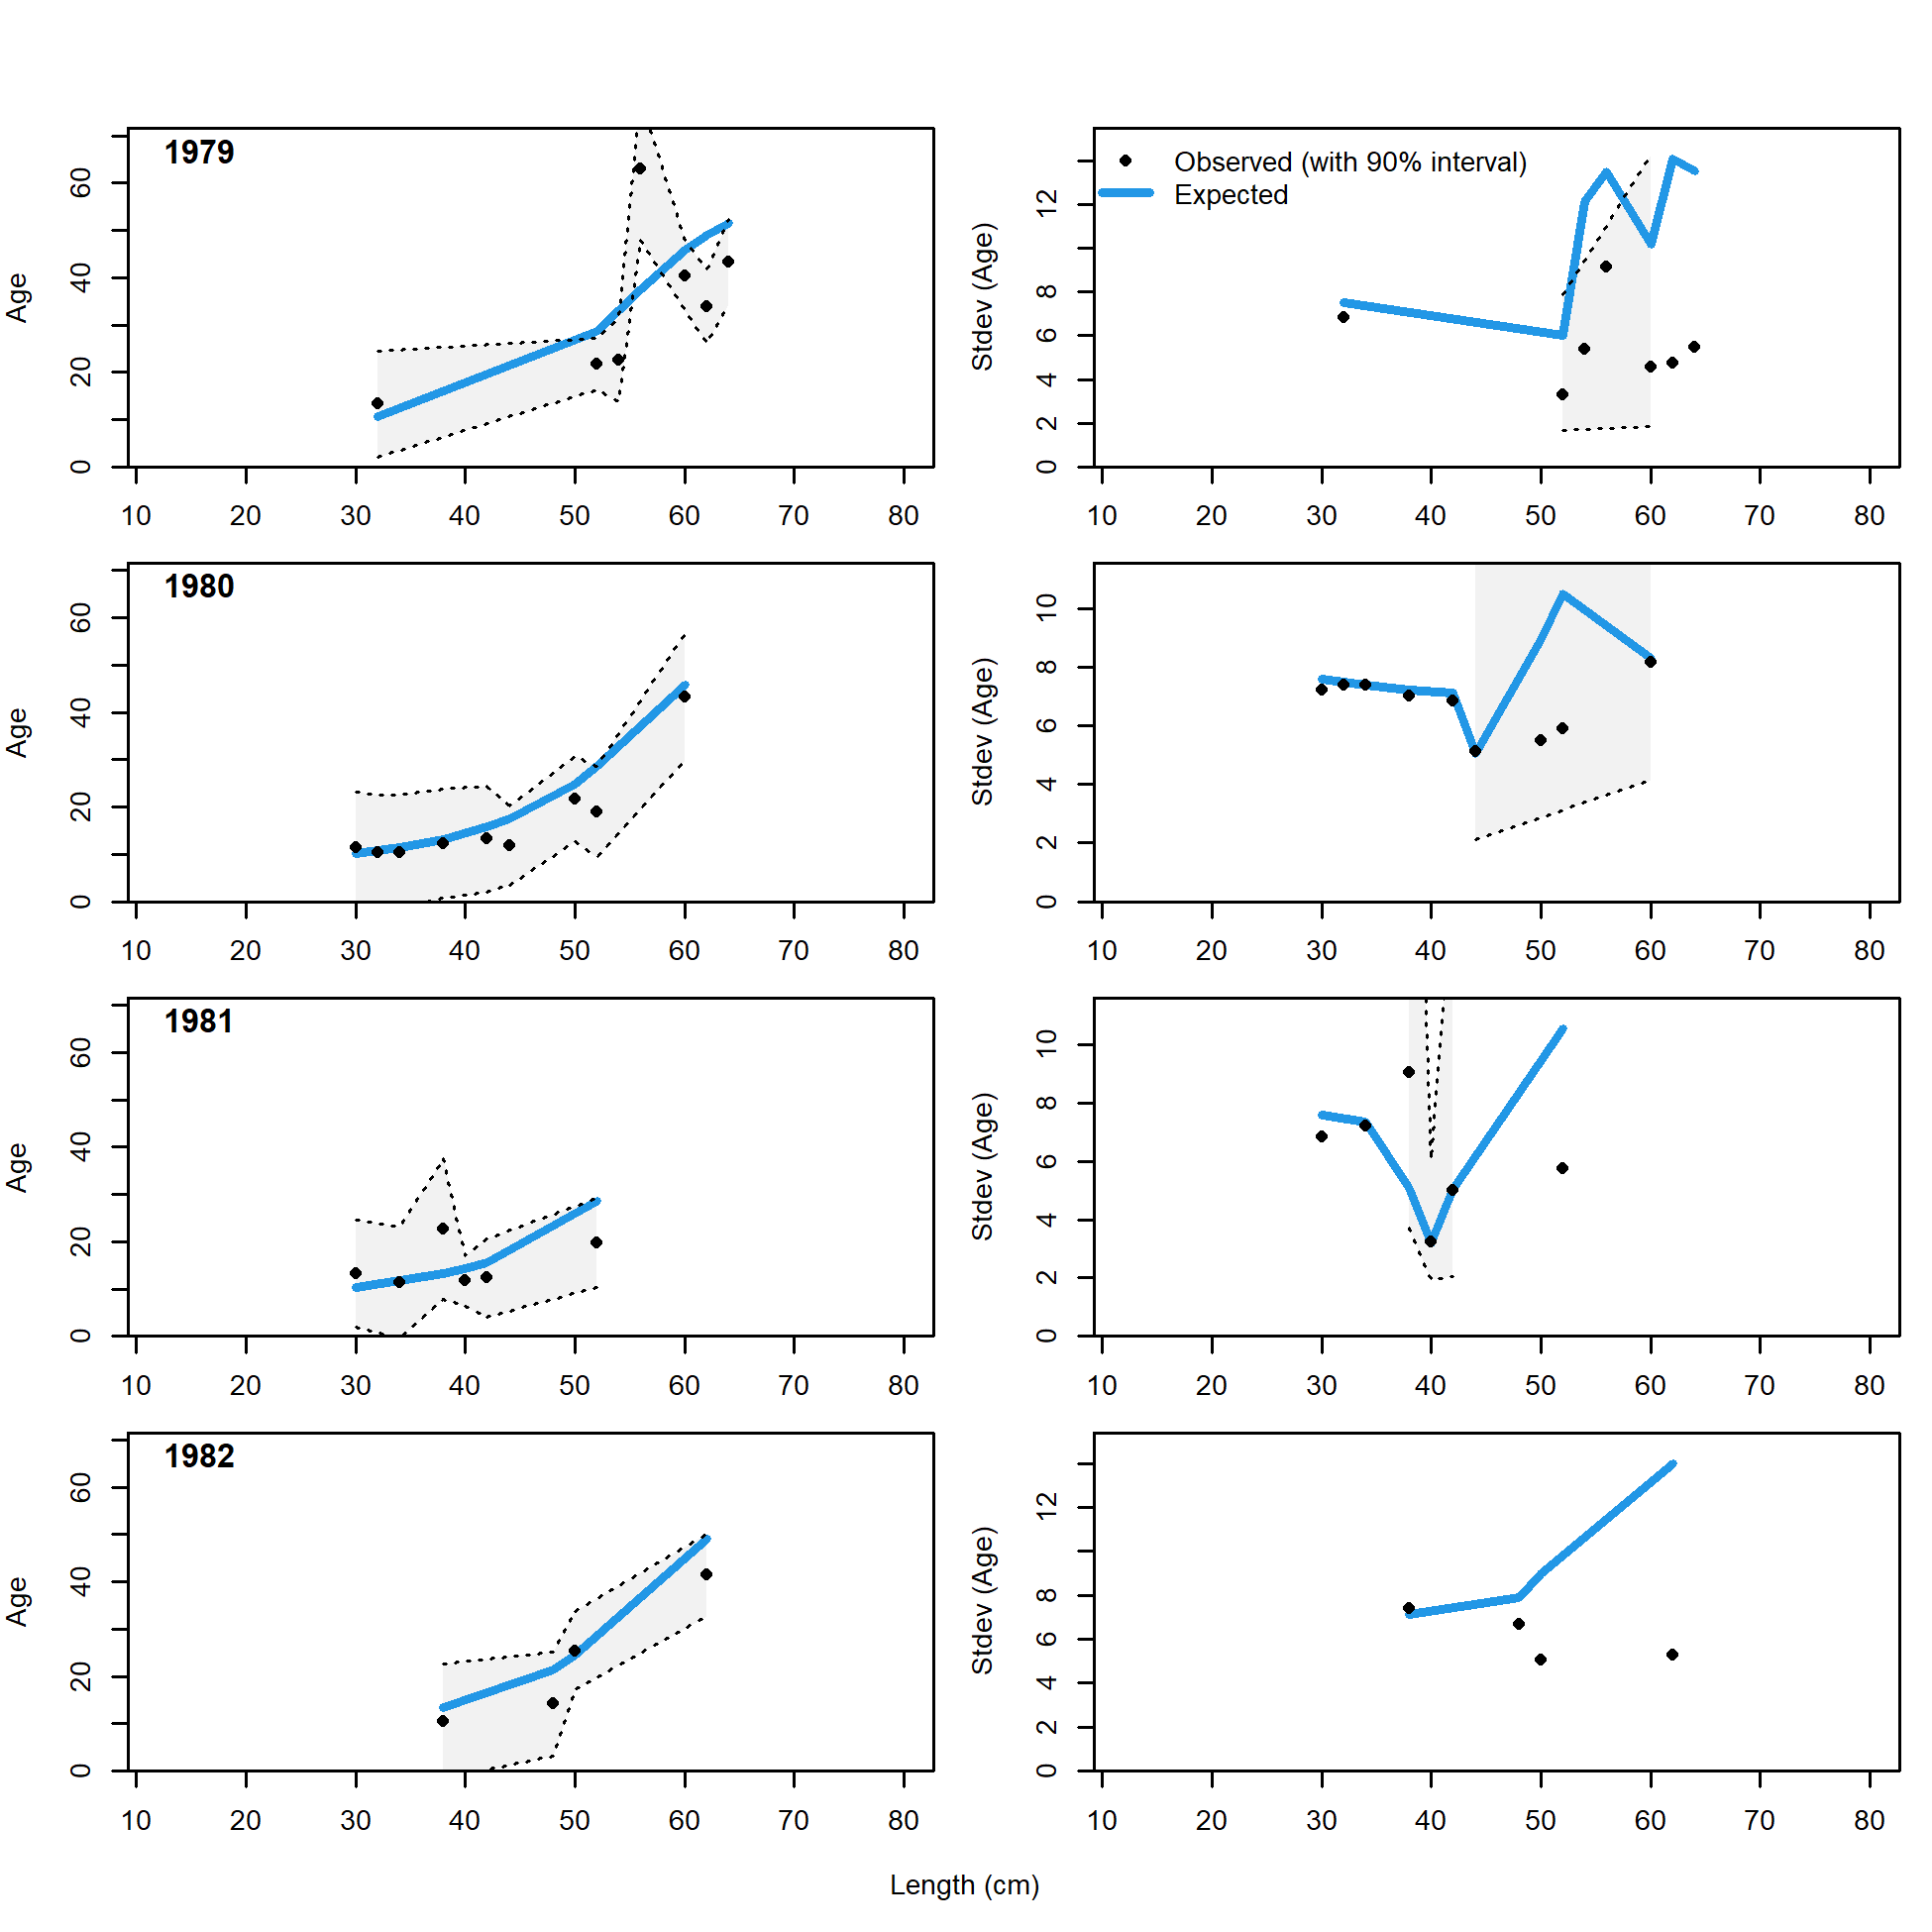 1979
Age
0 20 40 60
10 20 30 40 50 60 70 80
Observed (with 90% interval)
Expected
Stdev (Age)
0 2 4 6 8 12
10 20 30 40 50 60 70 80
1980
Age
0 20 40 60
10 20 30 40 50 60 70 80
Stdev (Age)
0 2 4 6 8 10
10 20 30 40 50 60 70 80
1981
Age
0 20 40 60
10 20 30 40 50 60 70 80
Stdev (Age)
0 2 4 6 8 10
10 20 30 40 50 60 70 80
1982
Age
0 20 40 60
10 20 30 40 50 60 70 80
Stdev (Age)
0 2 4 6 8 12
10 20 30 40 50 60 70 80
Length (cm)